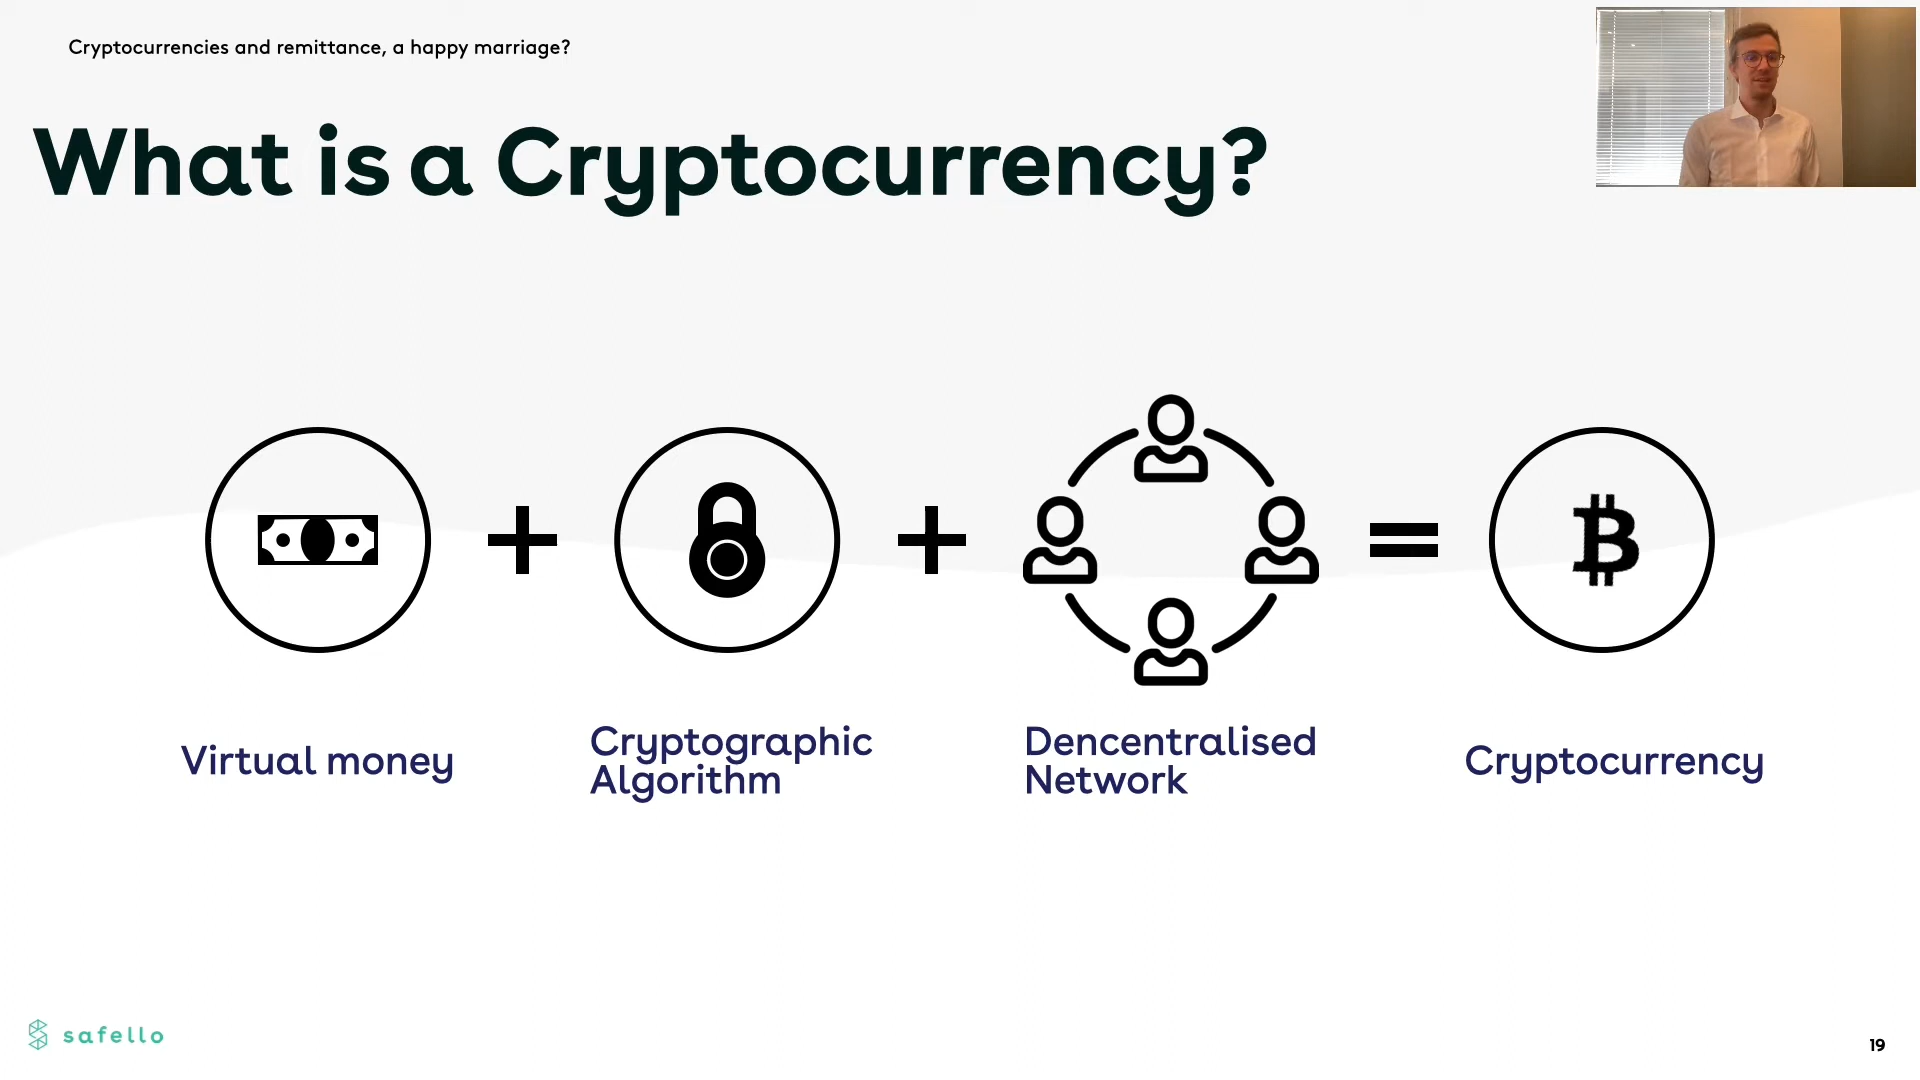 Cryptocurrencies and remittance, a happy marriage?
What is a Cryptocurrency?
Virtual money
Cryptographic
Algorithm
Dencentralised
Network
Cryptocurrency
safello
19